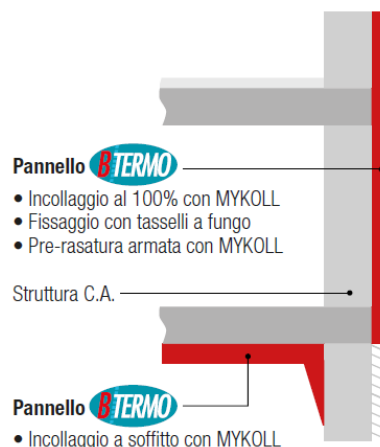 Pannello BTERMO
• Incollaggio al 100% con MYKOLL
• Fissaggio con tasselli a fungo
• Pre-rasatura armata con MYKOLL
Struttura C.A.
Pannello BTERMO
• Incollaggio a soffitto con MYKOLL